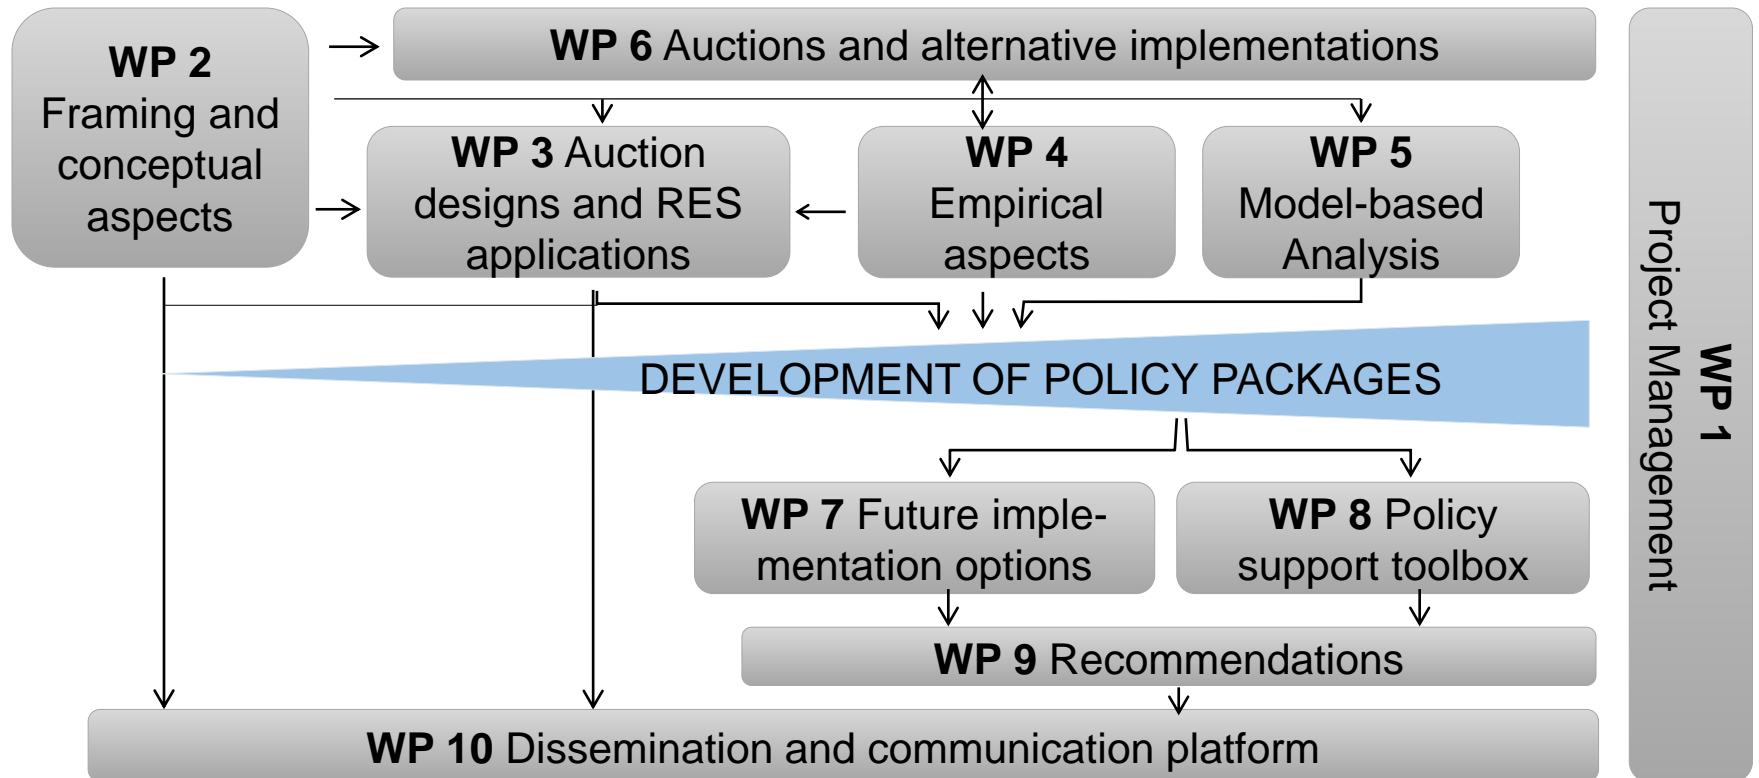 WP 2
Framing and
conceptual
aspects
WP 6 Auctions and alternative implementations
WP 3 Auction
designs and RES
applications
WP 4
Empirical
aspects
WP 5
Model-based
Analysis
DEVELOPMENT OF POLICY PACKAGES
WP 7 Future imple-
mentation options
WP 8 Policy
support toolbox
WP 9 Recommendations
WP 10 Dissemination and communication platform
WP 1
Project Management